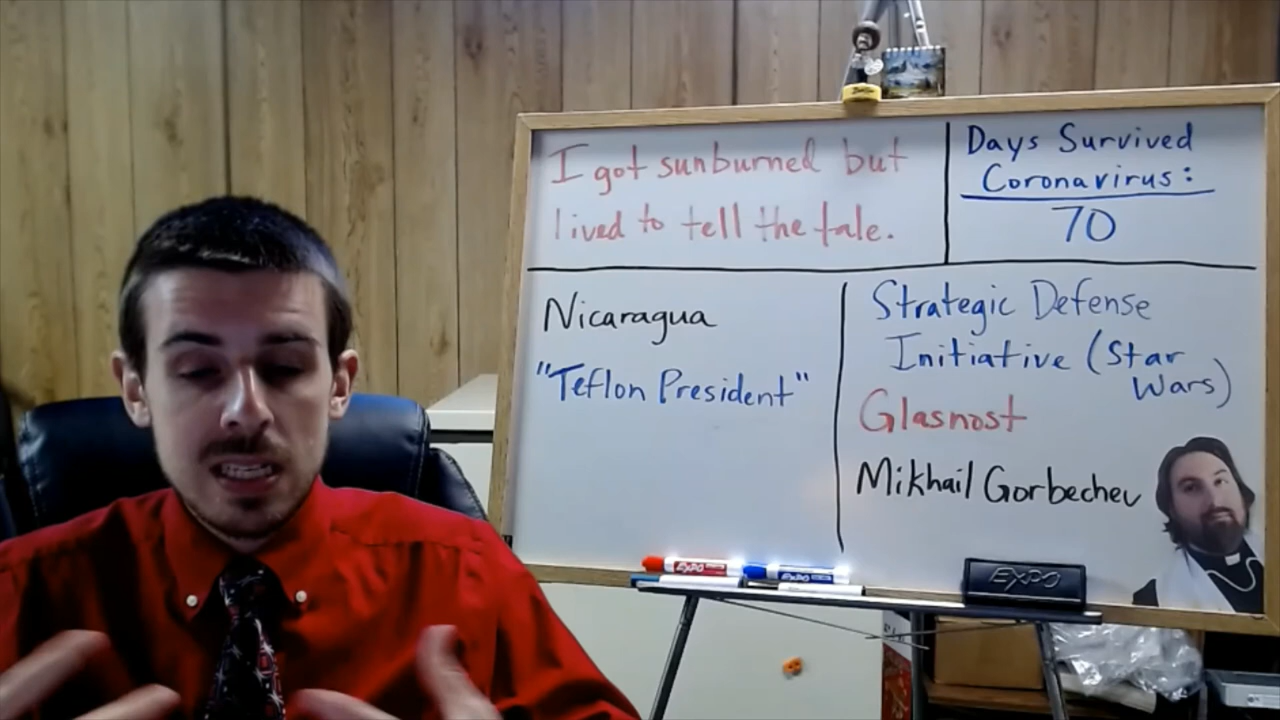 I got sunburned but
lived to tell the tale.
Days Survived
Coronavirus:
70
Nicaragua
"Teflon President"
Strategic Defense
Initiative (Star
Wars)
Glasnost
Mikhail Gorbechev
EXPO
EXPO
EXPO